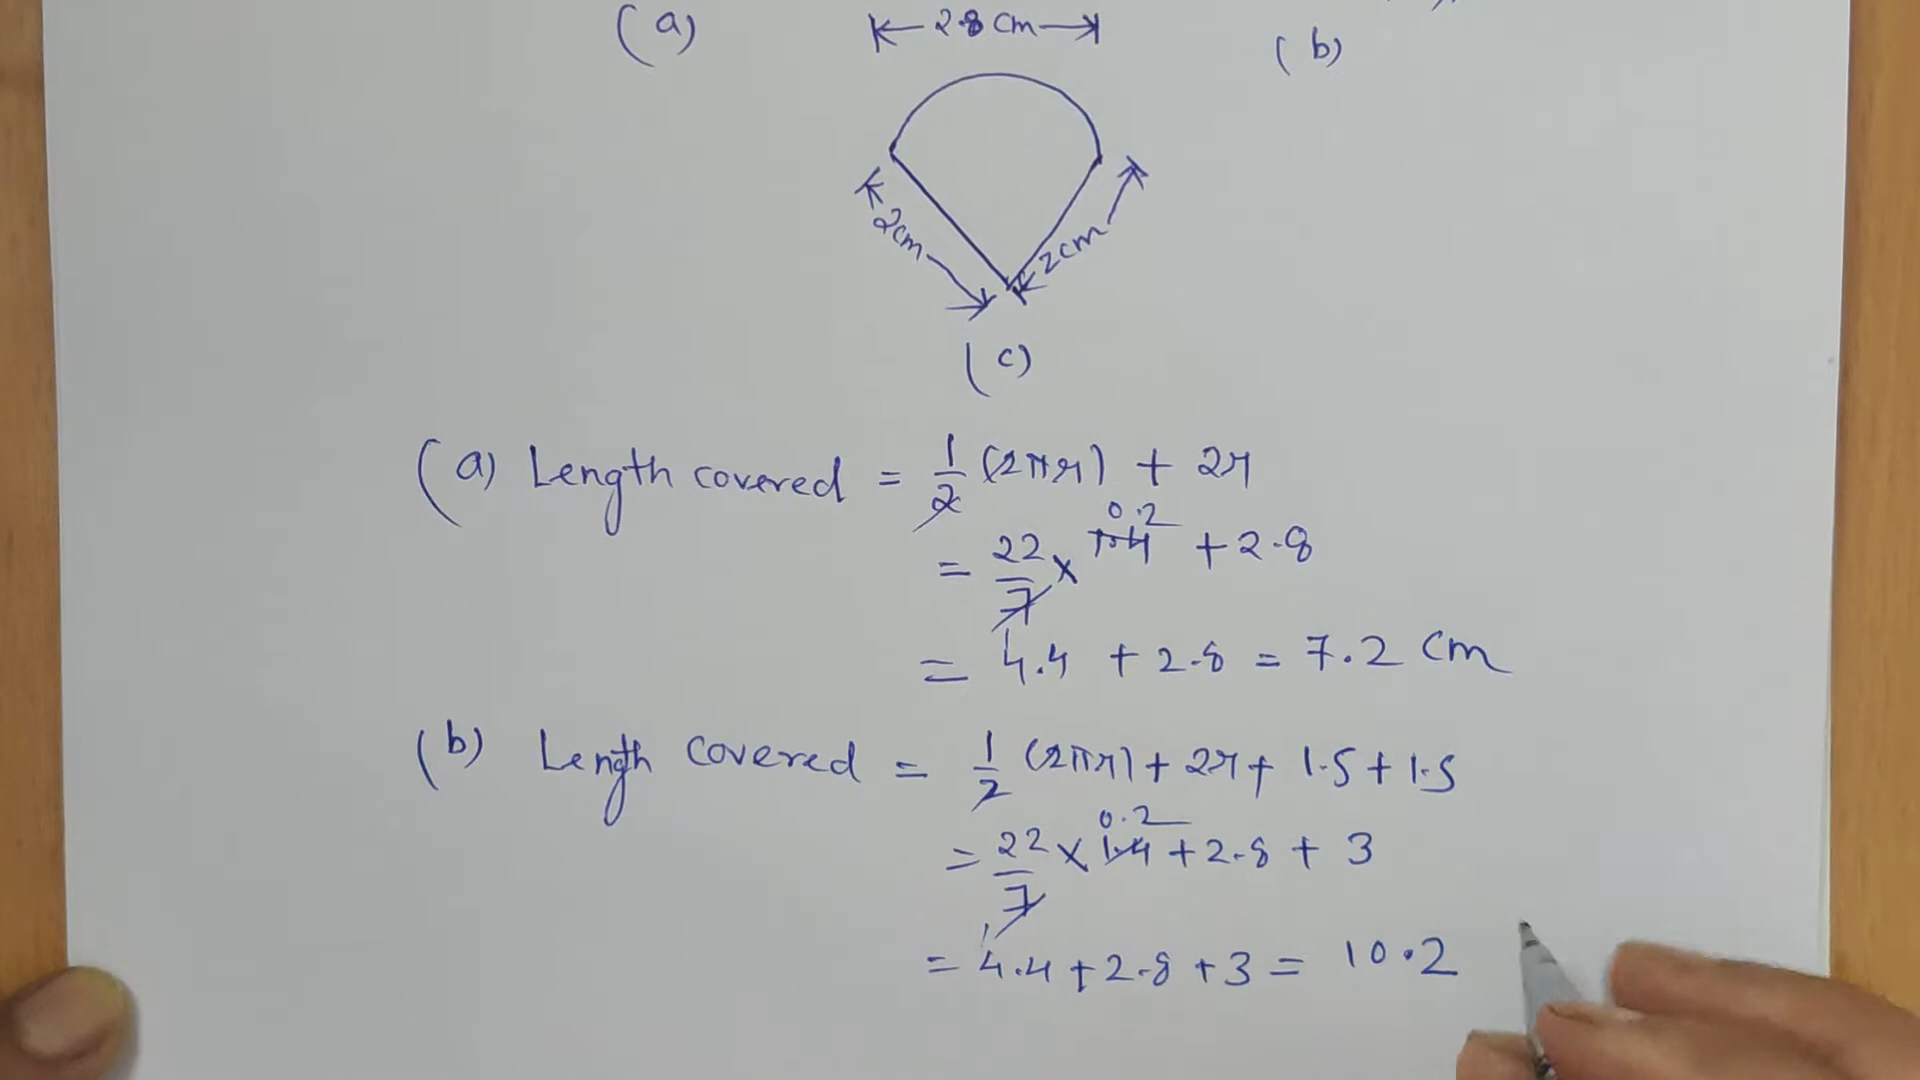 (a)
2.8 cm
(b)
2cm
2cm
(c)
(a) Length covered = 1/2 (2πr) + 2r
0.2
= 22/7 × 1.4 + 2.8
= 4.4 + 2.8 = 7.2 cm
(b) Length covered = 1/2 (2πr) + 2r + 1.5 + 1.5
0.2
= 22/7 × 1.4 + 2.8 + 3
= 4.4 + 2.8 + 3 = 10.2